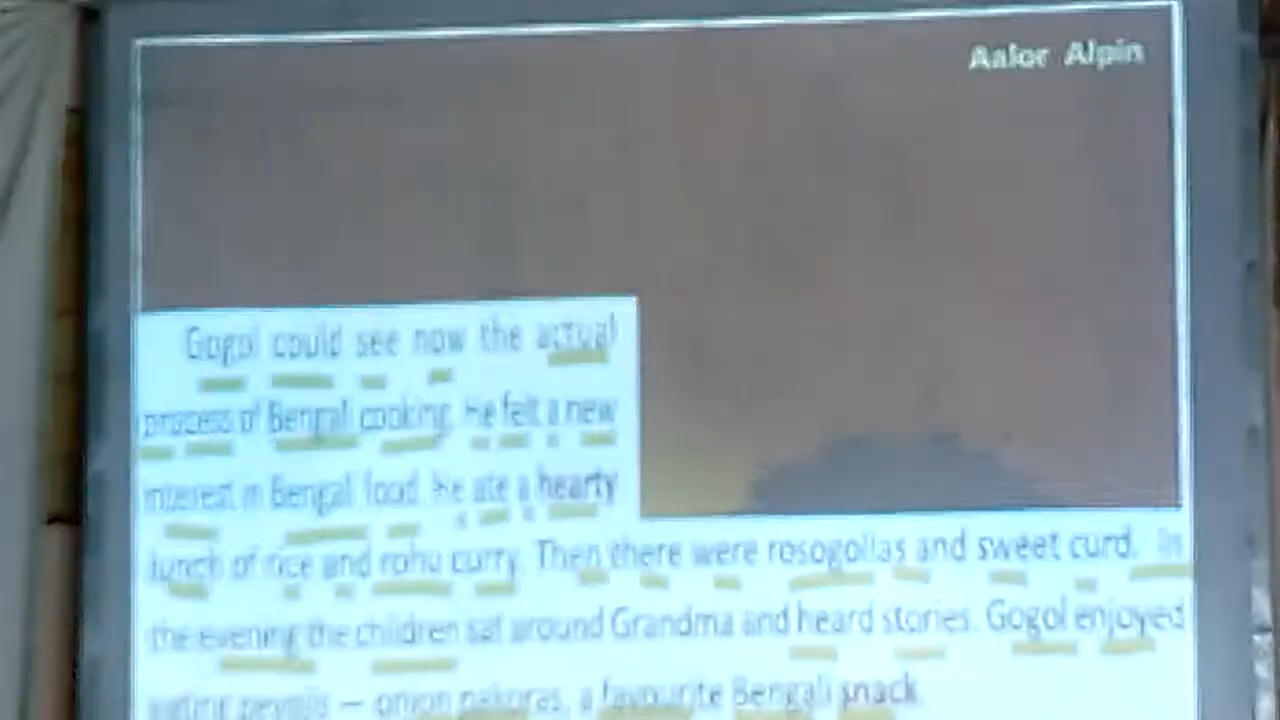 Aalor Alpin
Gogol could see now the actual
process of Bengali cooking. He felt a new
interest in Bengali food. He ate a hearty
lunch of rice and rohu curry. Then there were rosogollas and sweet curd. In
the evening the children sat around Grandma and heard stories. Gogol enjoyed
eating peyaji — onion pakoras, a favourite Bengali snack.